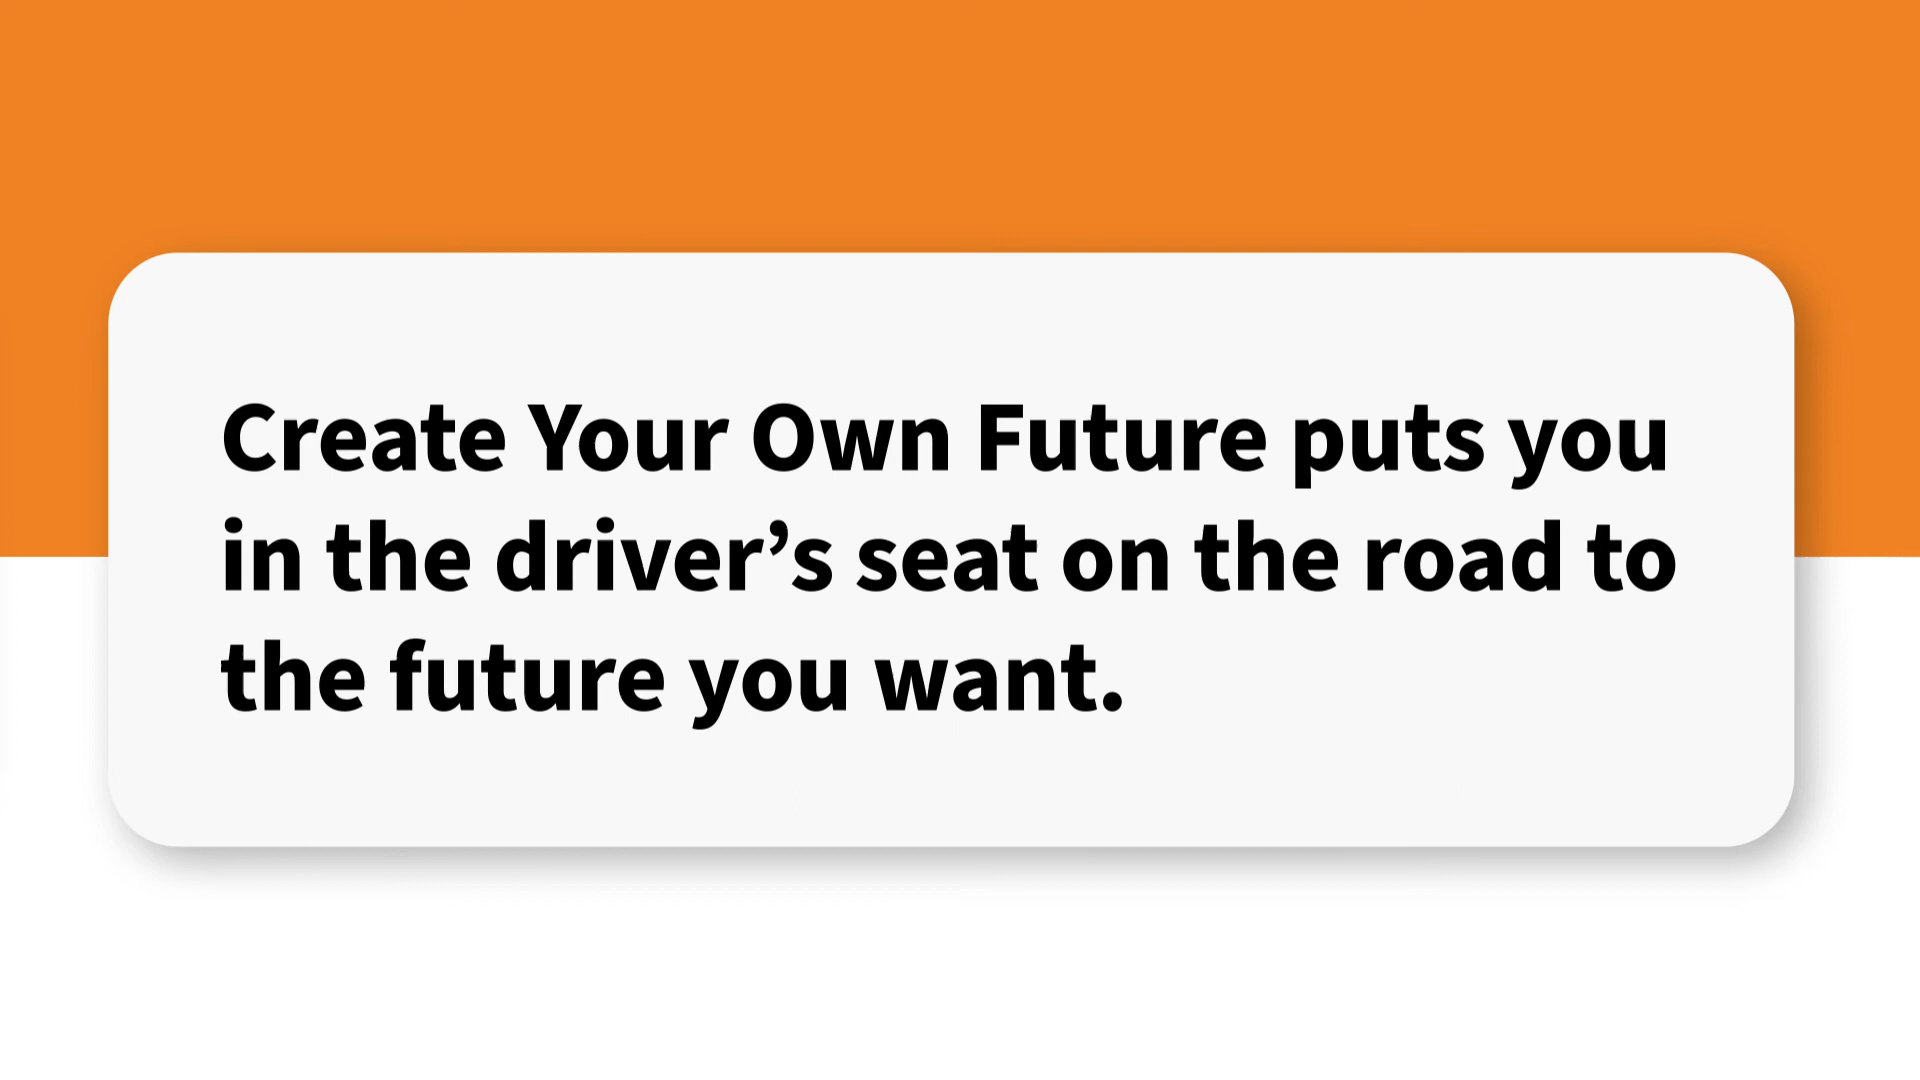 Create Your Own Future puts you
in the driver’s seat on the road to
the future you want.